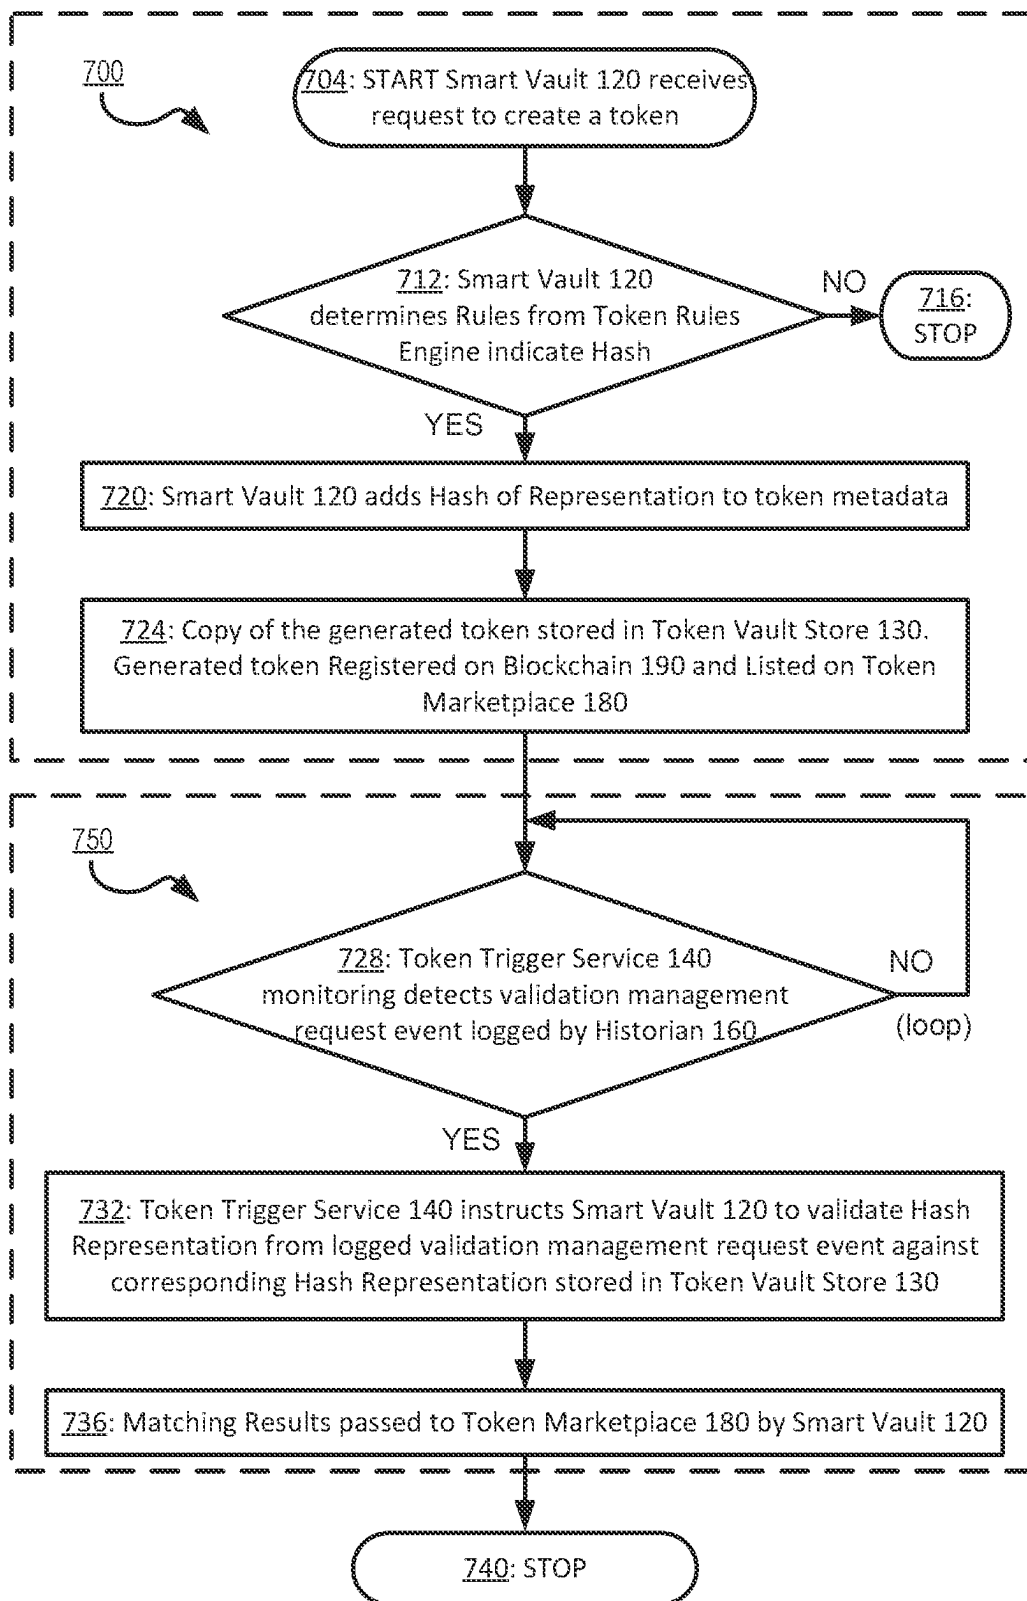 700
704: START Smart Vault 120 receives
request to create a token
712: Smart Vault 120
determines Rules from Token Rules
Engine indicate Hash
NO
716:
STOP
YES
720: Smart Vault 120 adds Hash of Representation to token metadata
724: Copy of the generated token stored in Token Vault Store 130.
Generated token Registered on Blockchain 190 and Listed on Token
Marketplace 180
750
728: Token Trigger Service 140
monitoring detects validation management
request event logged by Historian 160
NO
(loop)
YES
732: Token Trigger Service 140 instructs Smart Vault 120 to validate Hash
Representation from logged validation management request event against
corresponding Hash Representation stored in Token Vault Store 130
736: Matching Results passed to Token Marketplace 180 by Smart Vault 120
740: STOP